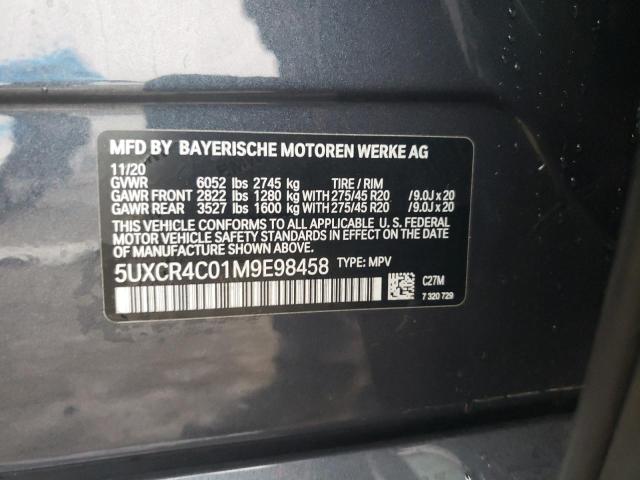 MFD BY BAYERISCHE MOTOREN WERKE AG
11/20
GVWR 6052 lbs 2745 kg TIRE / RIM
GAWR FRONT 2822 lbs 1280 kg WITH 275/45 R20 /9.0J x 20
GAWR REAR 3527 lbs 1600 kg WITH 275/45 R20 /9.0J x 20
THIS VEHICLE CONFORMS TO ALL APPLICABLE U. S. FEDERAL
MOTOR VEHICLE SAFETY STANDARDS IN EFFECT ON THE
DATE OF MANUFACTURE SHOWN ABOVE.
5UXCR4C01M9E98458 TYPE: MPV
C27M
7 320 729